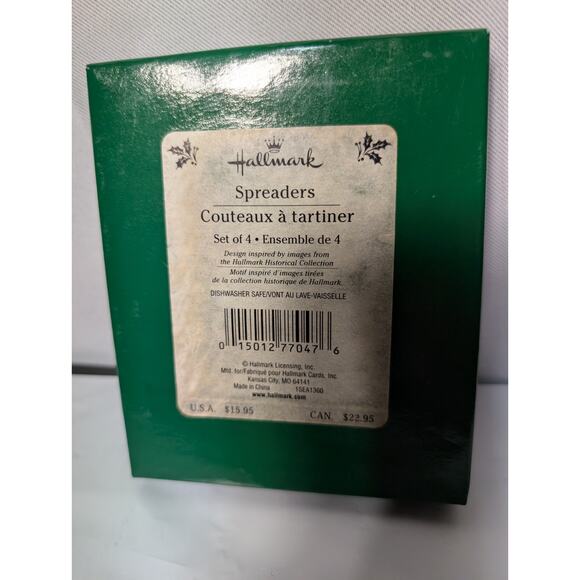 Hallmark
Spreaders
Couteaux à tartiner
Set of 4 • Ensemble de 4
Design inspired by images from
the Hallmark Historical Collection
Motif inspiré d'images tirées
de la collection historique de Hallmark.
DISHWASHER SAFE/VONT AU LAVE-VAISSELLE
0 15012 77047 6
© Hallmark Licensing, Inc.
Mfd. for/Fabriqué pour Hallmark Cards, Inc.
Kansas City, MO 64141
Made in China 1SEA1360
www.hallmark.com
U.S.A. $15.95 CAN. $22.95